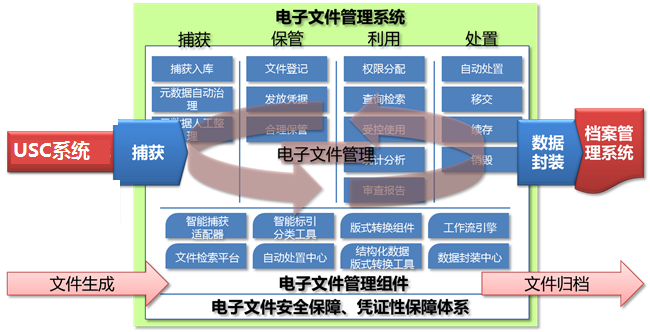 电子文件管理系统
捕获 保管 利用 处置
捕获入库 文件登记 权限分配 自动处置
元数据自动治 发放凭据 查询检索 移交
理
元数据人工整 合理保管 受控使用 续存
理
USC系统 捕获 电子文件管理 统计分析 销毁 数据 档案管
封装 理系统
审查报告
智能捕获 智能标引 版式转换组件 工作流引擎
适配器 分类工具
文件检索平台 自动处置中心 结构化数据 数据封装中心
版式转换工具
文件生成 电子文件管理组件 文件归档
电子文件安全保障、凭证性保障体系